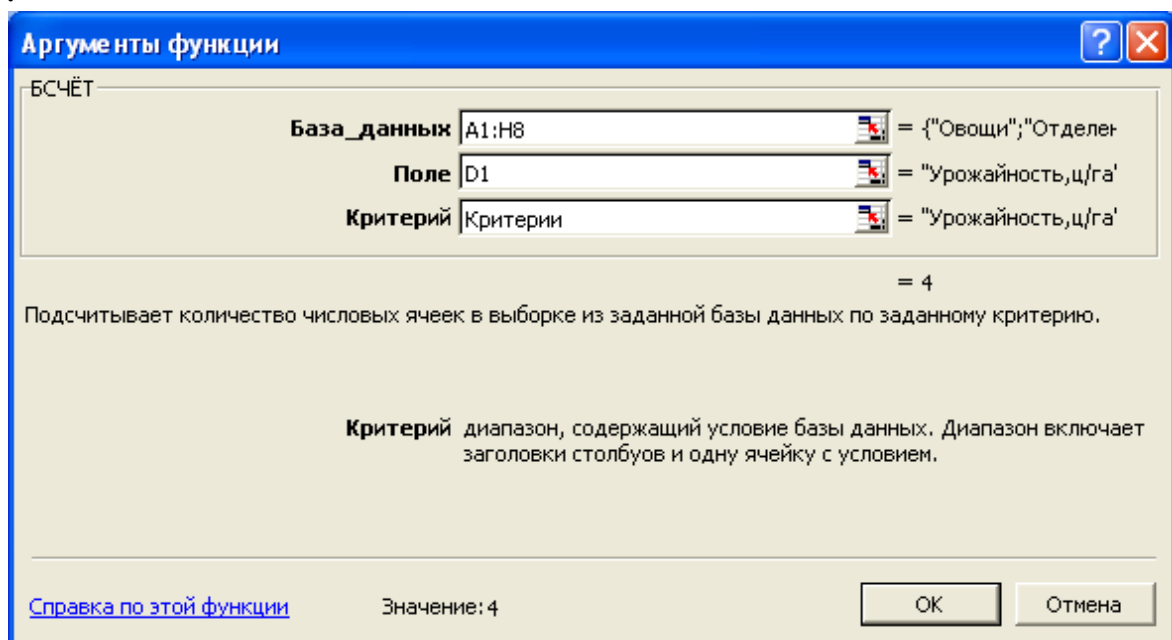 Аргументы функции
БСЧЁТ
База_данных A1:H8 = {"Овощи";"Отделен
Поле D1 = "Урожайность,ц/га"
Критерий Критерии = "Урожайность,ц/га"
= 4
Подсчитывает количество числовых ячеек в выборке из заданной базы данных по заданному критерию.
Критерий диапазон, содержащий условие базы данных. Диапазон включает
заголовки столбуов и одну ячейку с условием.
Справка по этой функции Значение:4 ОК Отмена